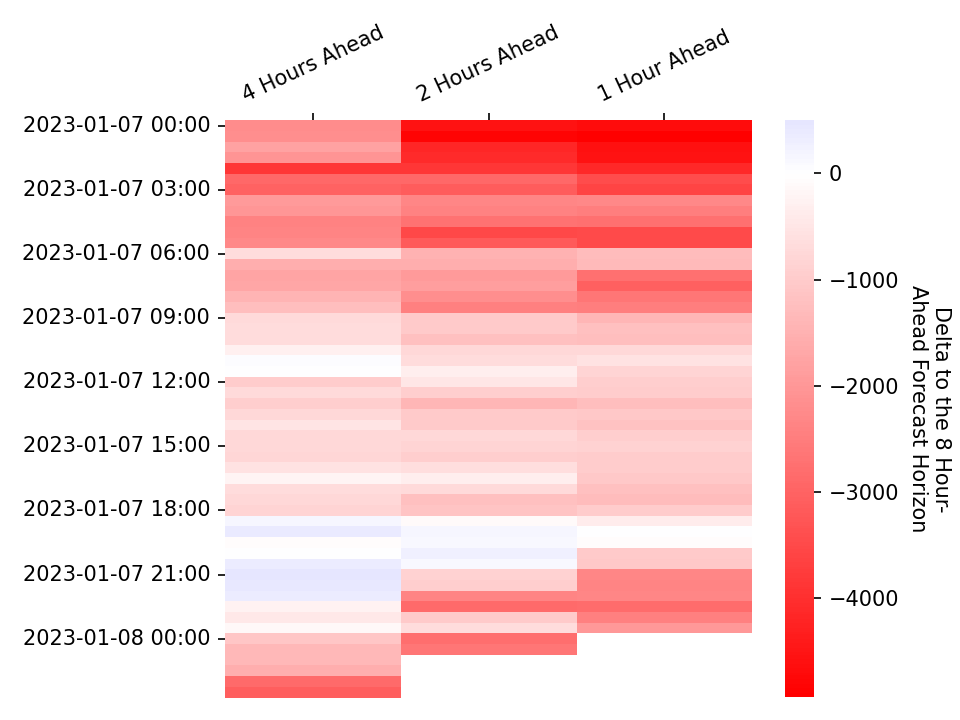 4 Hours Ahead
2 Hours Ahead
1 Hour Ahead
2023-01-07 00:00
2023-01-07 03:00
2023-01-07 06:00
2023-01-07 09:00
2023-01-07 12:00
2023-01-07 15:00
2023-01-07 18:00
2023-01-07 21:00
2023-01-08 00:00
0
−1000
−2000
−3000
−4000
Delta to the 8 Hour-
Ahead Forecast Horizon